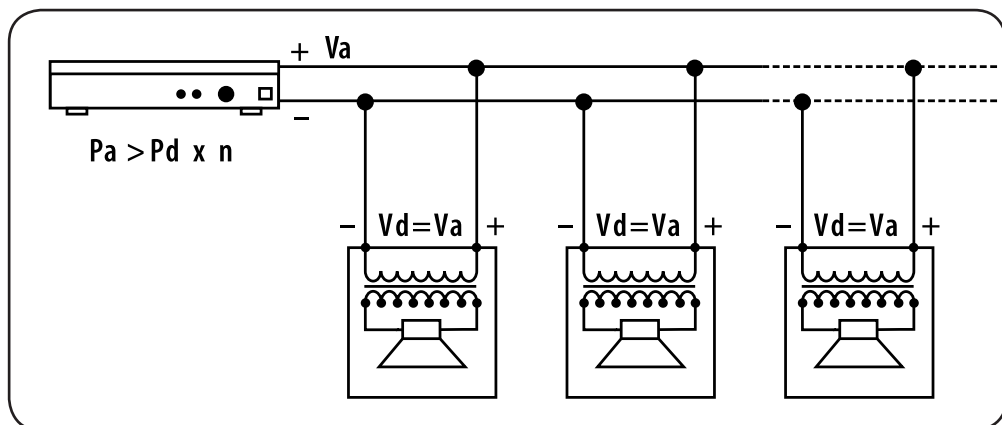 + Va
−
Pa > Pd x n
− Vd=Va +
− Vd=Va +
− Vd=Va +